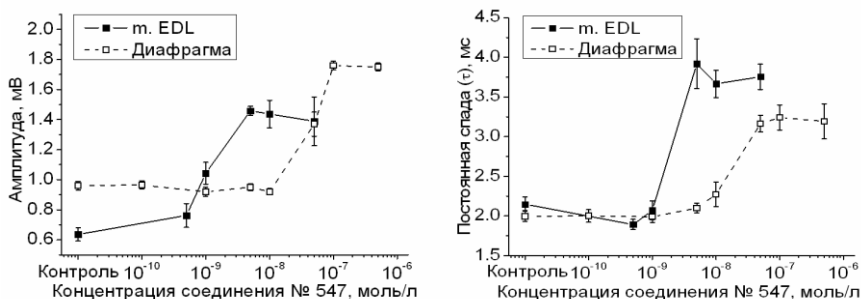 m. EDL
Диафрагма
Амплитуда, мВ
2.0
1.8
1.6
1.4
1.2
1.0
0.8
0.6
Контроль 10⁻¹⁰ 10⁻⁹ 10⁻⁸ 10⁻⁷ 10⁻⁶
Концентрация соединения № 547, моль/л
m. EDL
Диафрагма
Постоянная спада (τ), мс
4.5
4.0
3.5
3.0
2.5
2.0
1.5
Контроль 10⁻¹⁰ 10⁻⁹ 10⁻⁸ 10⁻⁷ 10⁻⁶
Концентрация соединения № 547, моль/л